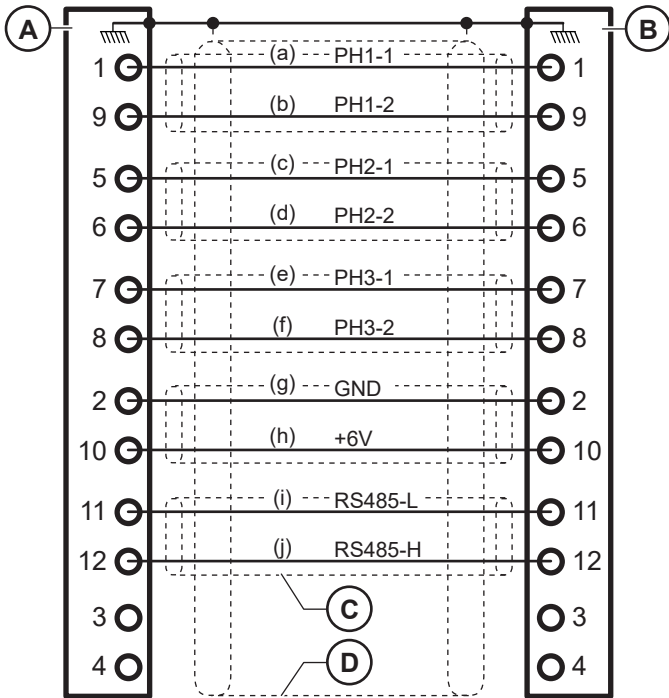 A B
1 (a) PH1-1 1
9 (b) PH1-2 9
5 (c) PH2-1 5
6 (d) PH2-2 6
7 (e) PH3-1 7
8 (f) PH3-2 8
2 (g) GND 2
10 (h) +6V 10
11 (i) RS485-L 11
12 (j) RS485-H 12
C
3 3
D
4 4